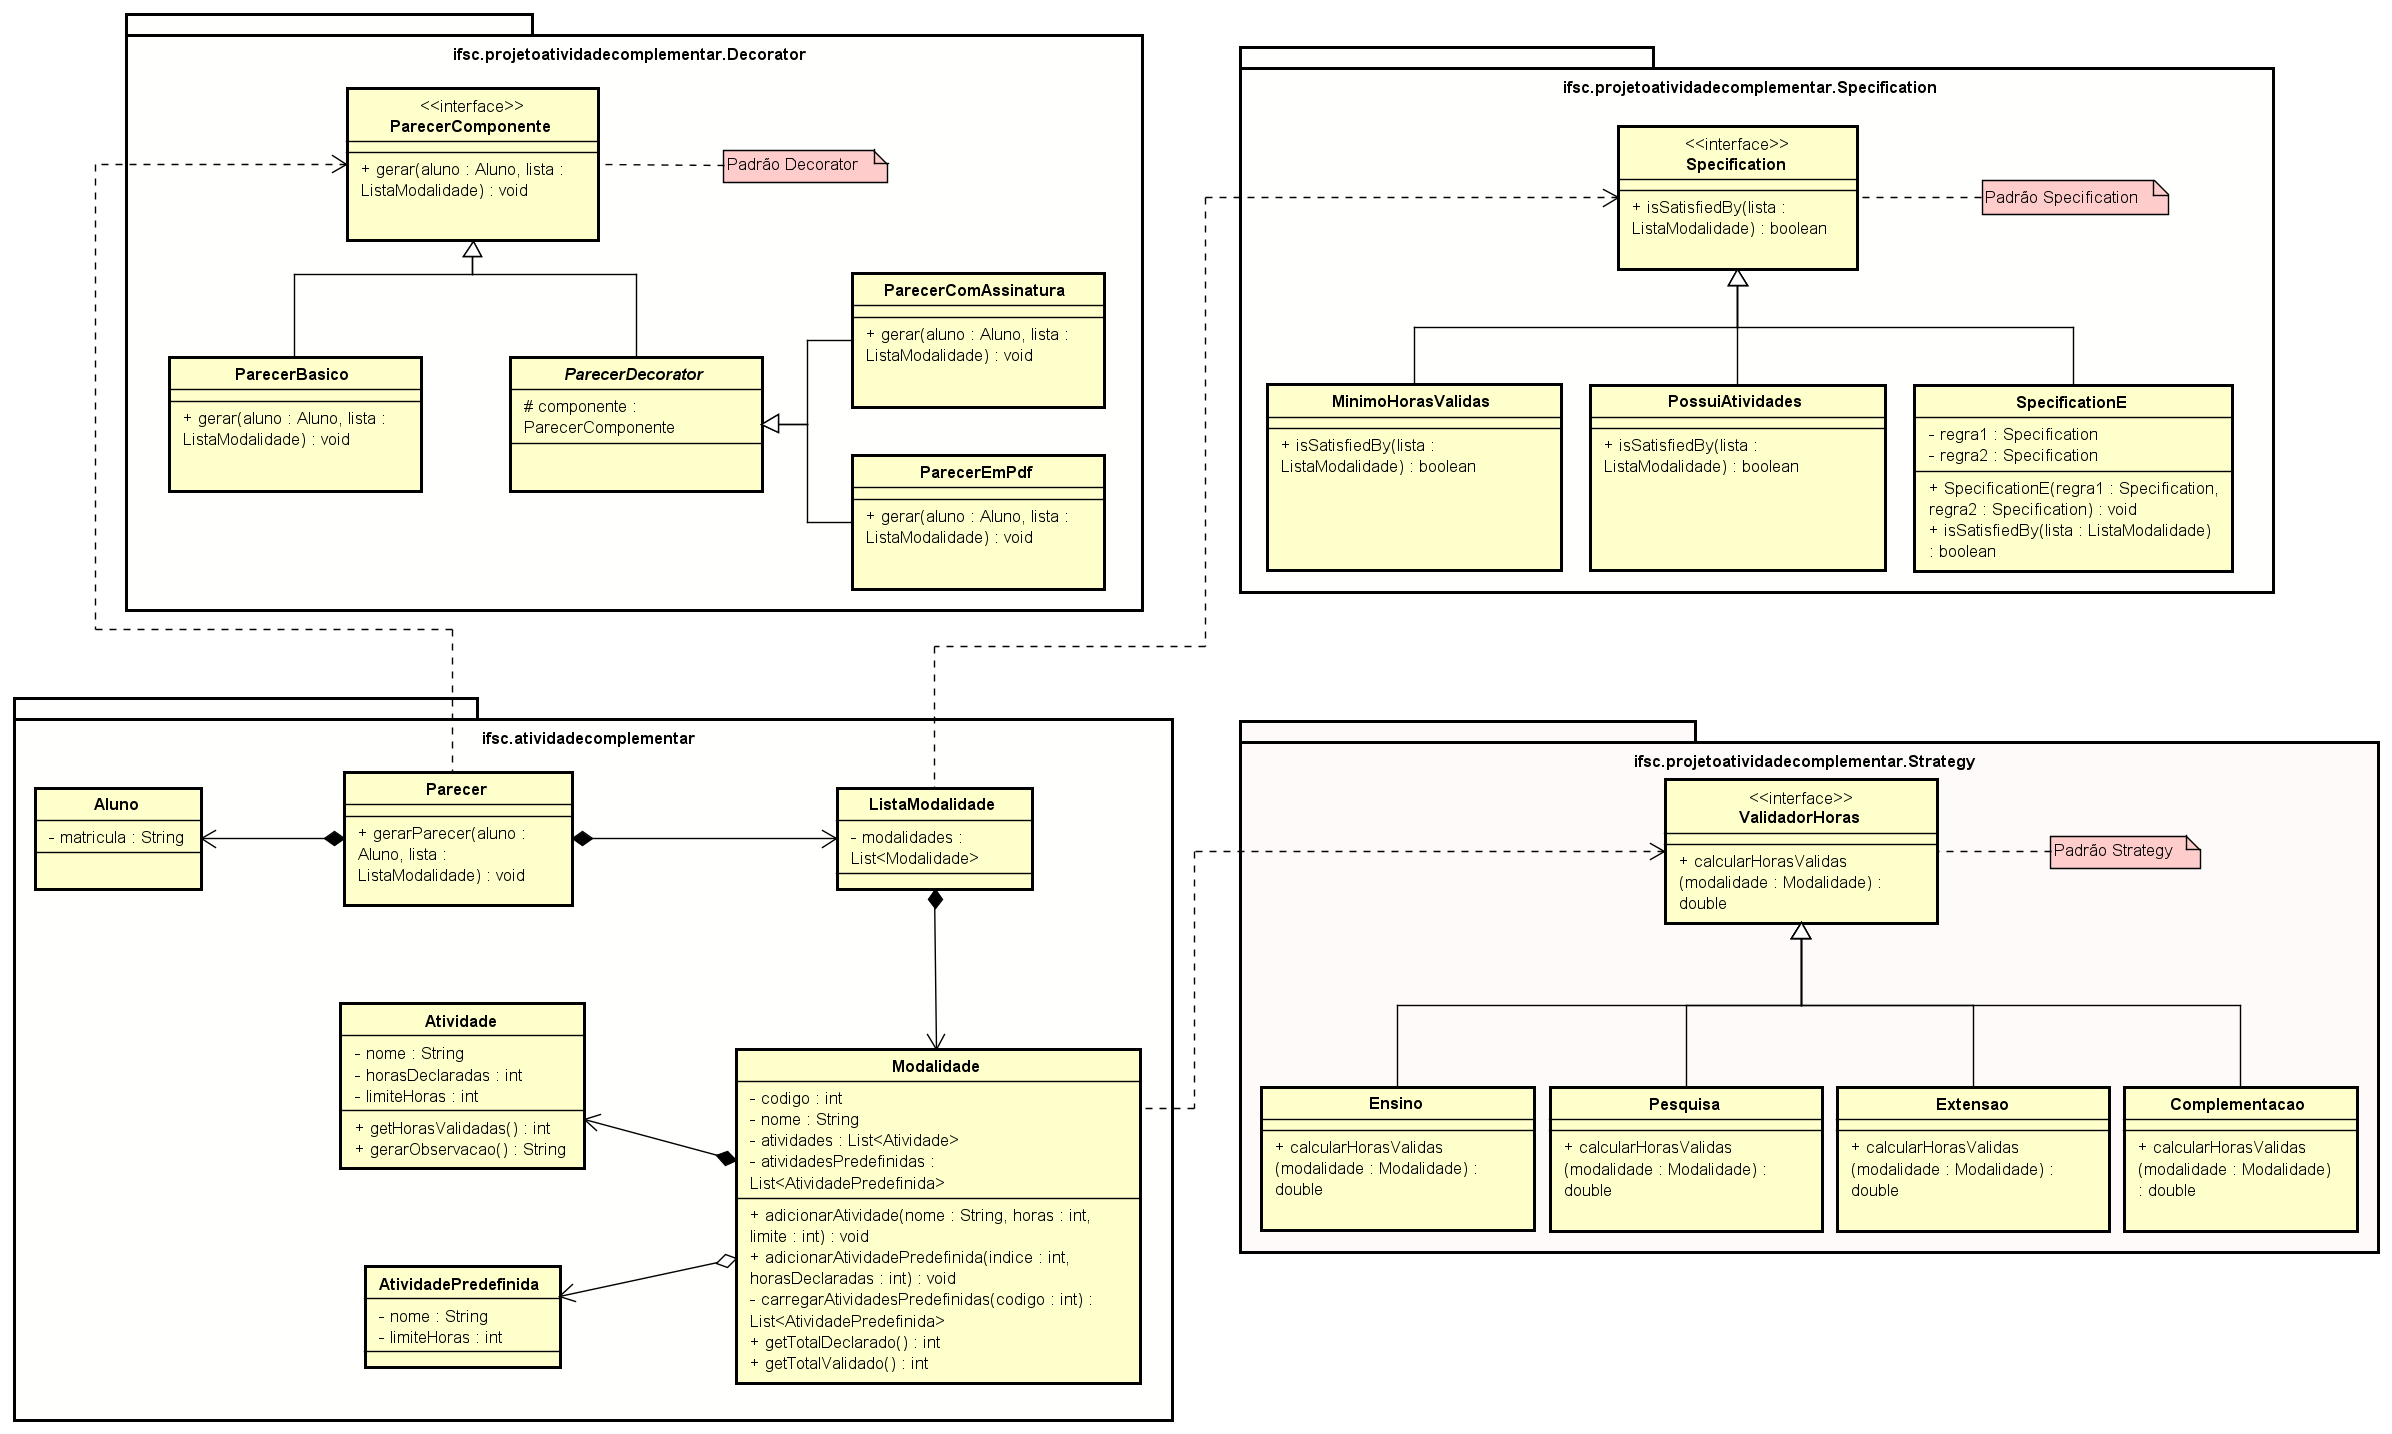 ifsc.projetoatividadecomplementar.Decorator
<<interface>>
ParecerComponente
+ gerar(aluno : Aluno, lista :
ListaModalidade) : void
Padrão Decorator
ParecerBasico
+ gerar(aluno : Aluno, lista :
ListaModalidade) : void
ParecerDecorator
# componente :
ParecerComponente
ParecerComAssinatura
+ gerar(aluno : Aluno, lista :
ListaModalidade) : void
ParecerEmPdf
+ gerar(aluno : Aluno, lista :
ListaModalidade) : void
ifsc.projetoatividadecomplementar.Specification
<<interface>>
Specification
+ isSatisfiedBy(lista :
ListaModalidade) : boolean
Padrão Specification
MinimoHorasValidas
+ isSatisfiedBy(lista :
ListaModalidade) : boolean
PossuiAtividades
+ isSatisfiedBy(lista :
ListaModalidade) : boolean
SpecificationE
- regra1 : Specification
- regra2 : Specification
+ SpecificationE(regra1 : Specification,
regra2 : Specification) : void
+ isSatisfiedBy(lista : ListaModalidade)
: boolean
ifsc.atividadecomplementar
Aluno
- matricula : String
Parecer
+ gerarParecer(aluno :
Aluno, lista :
ListaModalidade) : void
ListaModalidade
- modalidades :
List<Modalidade>
Atividade
- nome : String
- horasDeclaradas : int
- limiteHoras : int
+ getHorasValidadas() : int
+ gerarObservacao() : String
AtividadePredefinida
- nome : String
- limiteHoras : int
Modalidade
- codigo : int
- nome : String
- atividades : List<Atividade>
- atividadesPredefinidas :
List<AtividadePredefinida>
+ adicionarAtividade(nome : String, horas : int,
limite : int) : void
+ adicionarAtividadePredefinida(indice : int,
horasDeclaradas : int) : void
- carregarAtividadesPredefinidas(codigo : int) :
List<AtividadePredefinida>
+ getTotalDeclarado() : int
+ getTotalValidado() : int
ifsc.projetoatividadecomplementar.Strategy
<<interface>>
ValidadorHoras
+ calcularHorasValidas
(modalidade : Modalidade) :
double
Padrão Strategy
Ensino
+ calcularHorasValidas
(modalidade : Modalidade) :
double
Pesquisa
+ calcularHorasValidas
(modalidade : Modalidade) :
double
Extensao
+ calcularHorasValidas
(modalidade : Modalidade) :
double
Complementacao
+ calcularHorasValidas
(modalidade : Modalidade)
: double